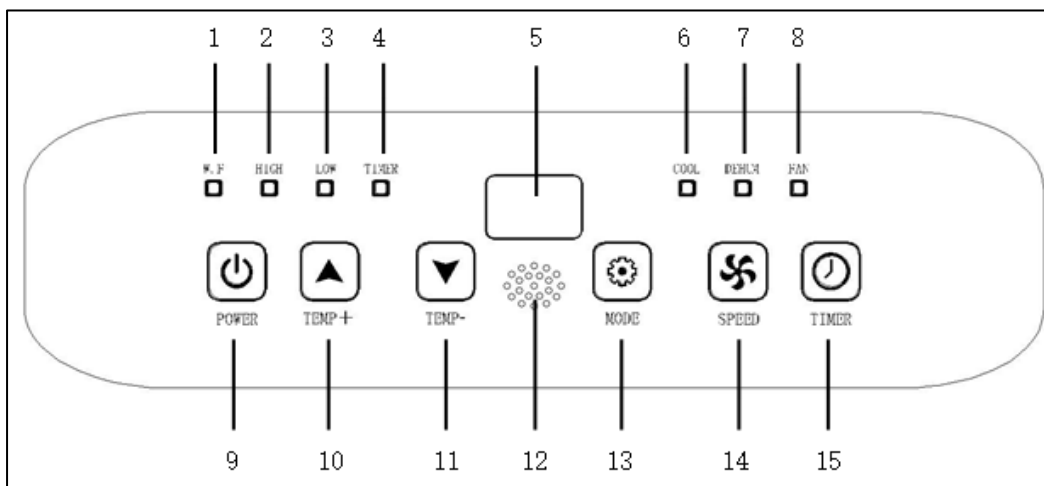 1 2 3 4 5 6 7 8
W.F HIGH LOW TIMER COOL DEHUM FAN
POWER TEMP+ TEMP- MODE SPEED TIMER
9 10 11 12 13 14 15